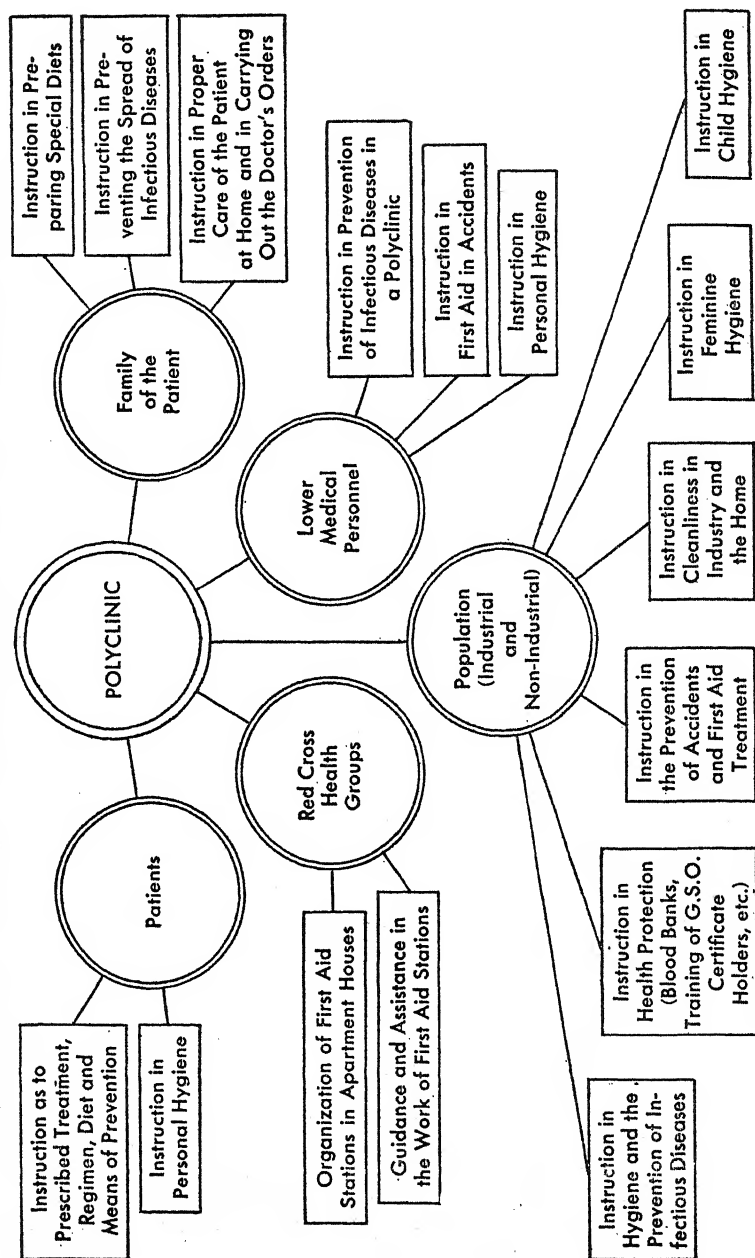 POLYCLINIC
Patients
Instruction as to
Prescribed Treatment,
Regimen, Diet and
Means of Prevention
Instruction in
Personal Hygiene
Red Cross
Health
Groups
Organization of First Aid
Stations in Apartment Houses
Guidance and Assistance in
the Work of First Aid Stations
Family
of the
Patient
Instruction in Pre-
paring Special Diets
Instruction in Pre-
venting the Spread of
Infectious Diseases
Instruction in Proper
Care of the Patient
at Home and in Carrying
Out the Doctor's Orders
Lower
Medical
Personnel
Instruction in Prevention
of Infectious Diseases in
a Polyclinic
Instruction in
First Aid in Accidents
Instruction in
Personal Hygiene
Population
(Industrial
and
Non-Industrial)
Instruction in
Hygiene and the
Prevention of In-
fectious Diseases
Instruction in
Health Protection
(Blood Banks,
Training of G.S.O.
Certificate
Holders, etc.)
Instruction in
the Prevention
of Accidents
and First Aid
Treatment
Instruction in
Cleanliness in
Industry and
the Home
Instruction in
Feminine
Hygiene
Instruction in
Child Hygiene